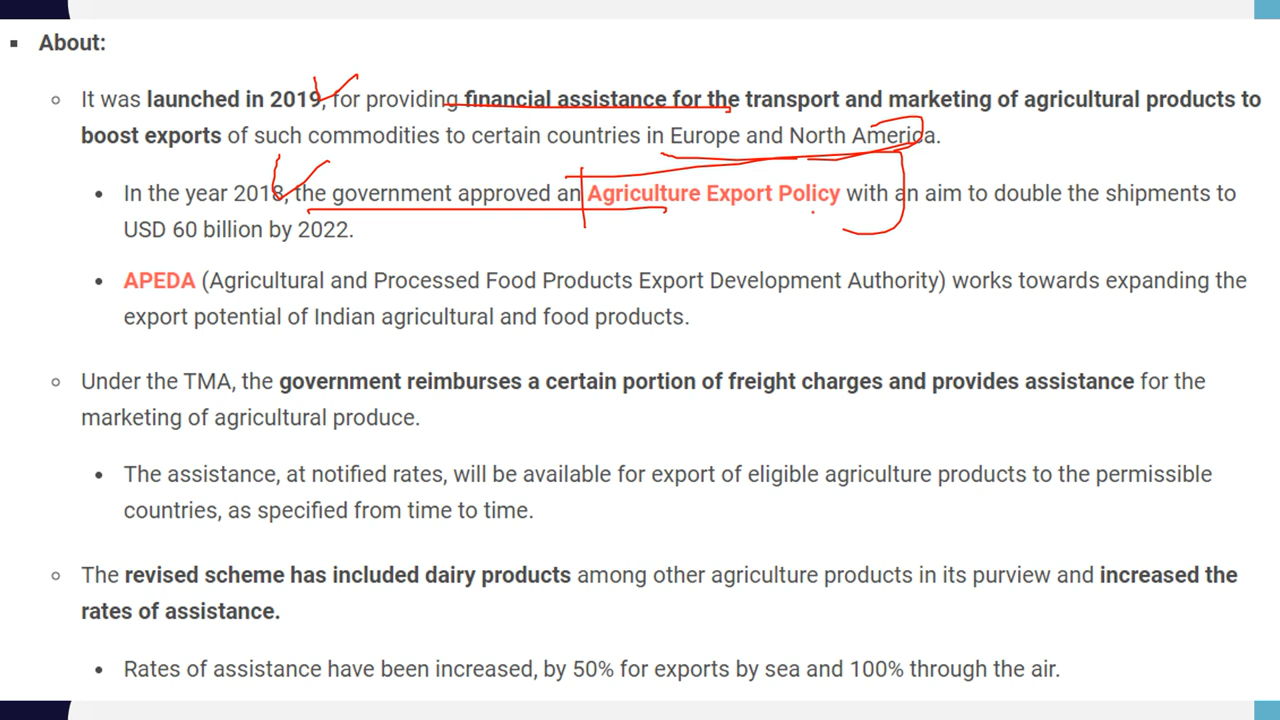 About:
It was launched in 2019, for providing financial assistance for the transport and marketing of agricultural products to
boost exports of such commodities to certain countries in Europe and North America.
In the year 2018, the government approved an Agriculture Export Policy with an aim to double the shipments to
USD 60 billion by 2022.
APEDA (Agricultural and Processed Food Products Export Development Authority) works towards expanding the
export potential of Indian agricultural and food products.
Under the TMA, the government reimburses a certain portion of freight charges and provides assistance for the
marketing of agricultural produce.
The assistance, at notified rates, will be available for export of eligible agriculture products to the permissible
countries, as specified from time to time.
The revised scheme has included dairy products among other agriculture products in its purview and increased the
rates of assistance.
Rates of assistance have been increased, by 50% for exports by sea and 100% through the air.